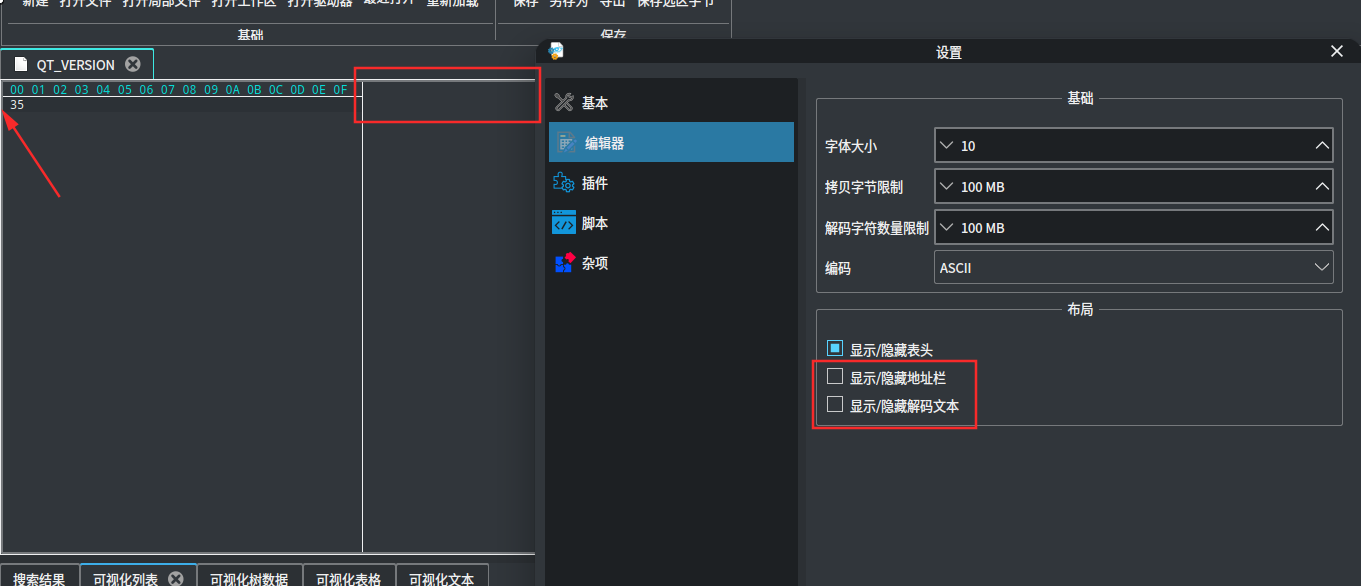 新建 打开文件 打开局部文件 打开工作区 打开驱动器 最近打开 重新加载 保存 另存为 导出 保存选区字节
基础 保存
设置
QT_VERSION
00 01 02 03 04 05 06 07 08 09 0A 0B 0C 0D 0E 0F
35
基本
编辑器
插件
脚本
杂项
基础
字体大小 10
拷贝字节限制 100 MB
解码字符数量限制 100 MB
编码 ASCII
布局
显示/隐藏表头
显示/隐藏地址栏
显示/隐藏解码文本
搜索结果 可视化列表 可视化树数据 可视化表格 可视化文本